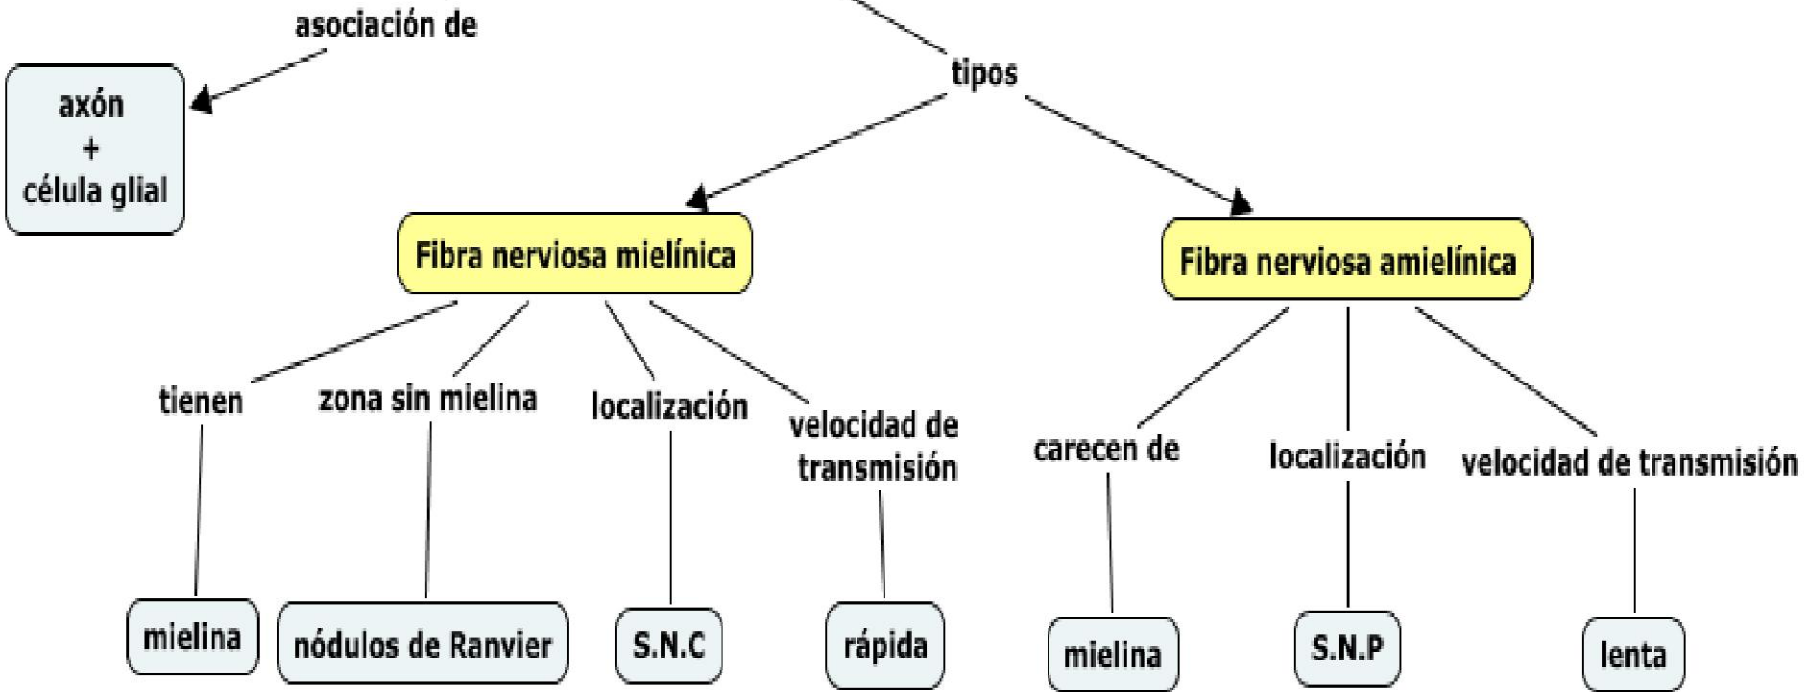 asociación de
tipos
axón
+
célula glial
Fibra nerviosa mielínica
Fibra nerviosa amielínica
tienen
zona sin mielina
localización
velocidad de
transmisión
carecen de
localización
velocidad de transmisión
mielina
nódulos de Ranvier
S.N.C
rápida
mielina
S.N.P
lenta